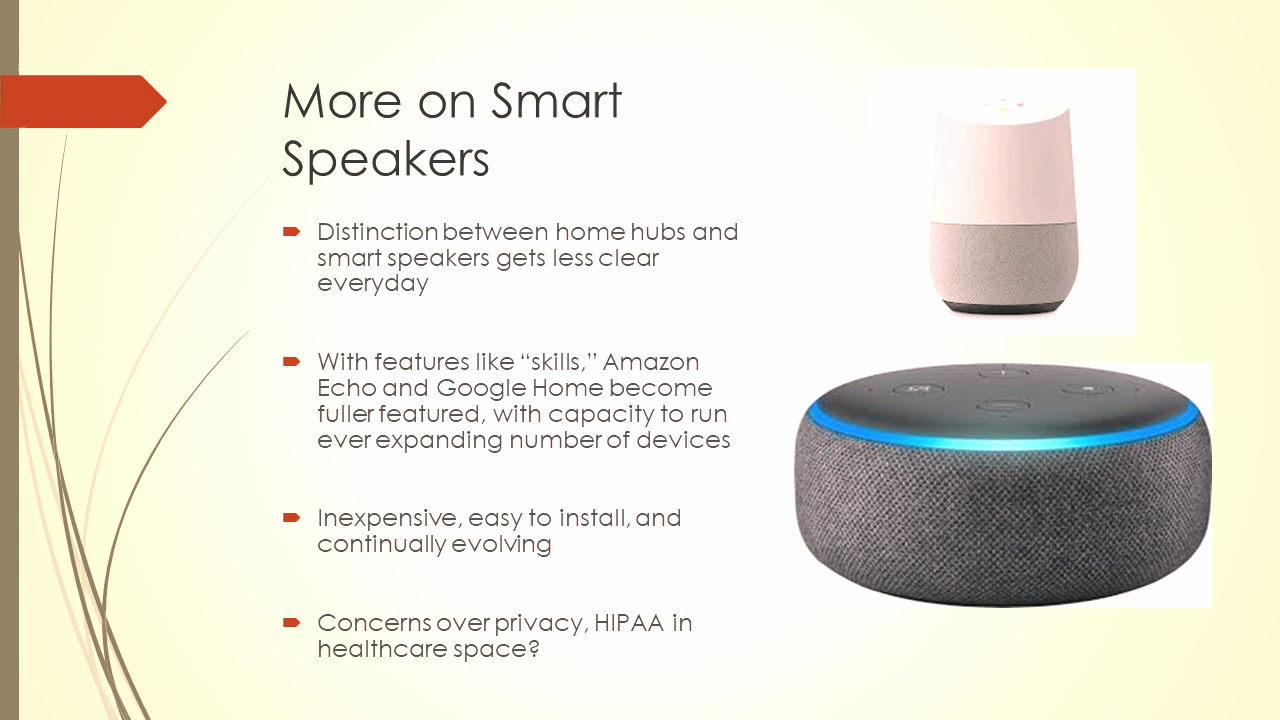 More on Smart
Speakers
Distinction between home hubs and
smart speakers gets less clear
everyday
With features like “skills,” Amazon
Echo and Google Home become
fuller featured, with capacity to run
ever expanding number of devices
Inexpensive, easy to install, and
continually evolving
Concerns over privacy, HIPAA in
healthcare space?